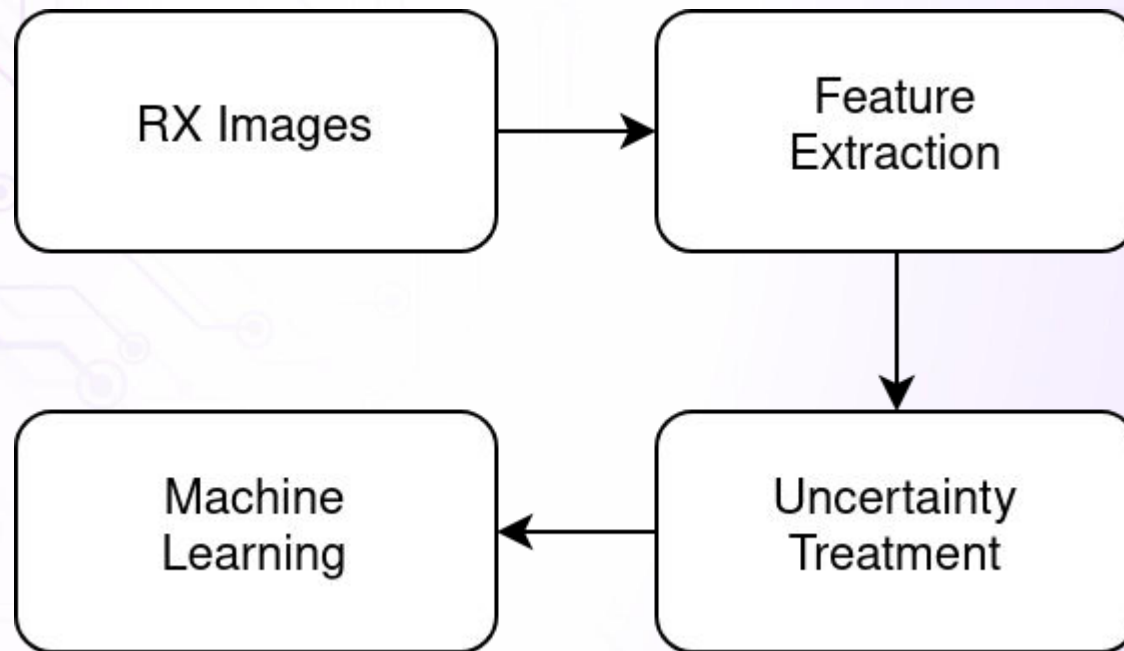 RX Images
Feature
Extraction
Uncertainty
Treatment
Machine
Learning